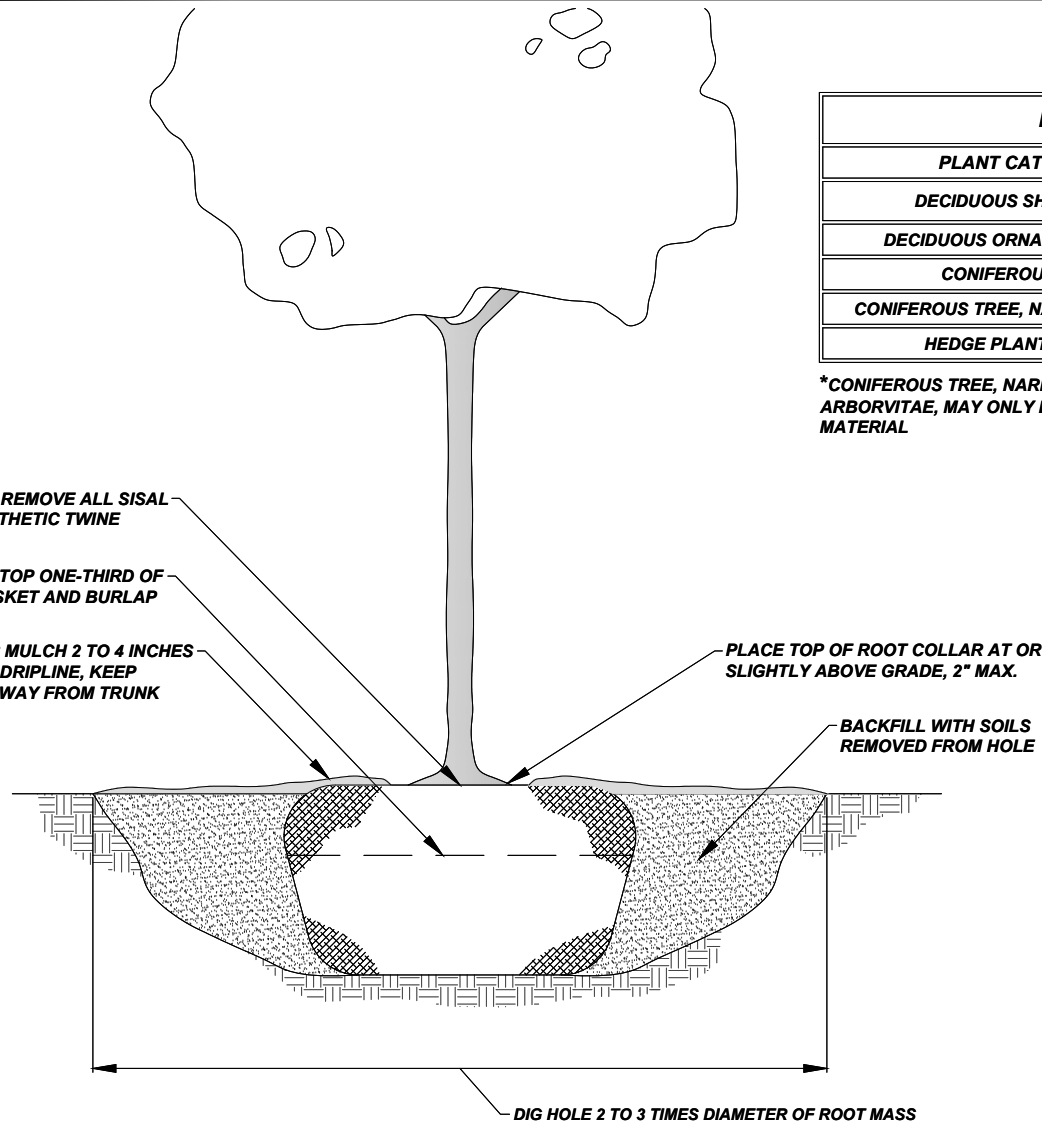 PLANT CAT
DECIDUOUS SH
DECIDUOUS ORNA
CONIFEROU
CONIFEROUS TREE, NA
HEDGE PLANT
*CONIFEROUS TREE, NAR
ARBORVITAE, MAY ONLY
MATERIAL
REMOVE ALL SISAL
THETIC TWINE
TOP ONE-THIRD OF
SKET AND BURLAP
MULCH 2 TO 4 INCHES
DRIPLINE, KEEP
WAY FROM TRUNK
PLACE TOP OF ROOT COLLAR AT OR
SLIGHTLY ABOVE GRADE, 2" MAX.
BACKFILL WITH SOILS
REMOVED FROM HOLE
DIG HOLE 2 TO 3 TIMES DIAMETER OF ROOT MASS